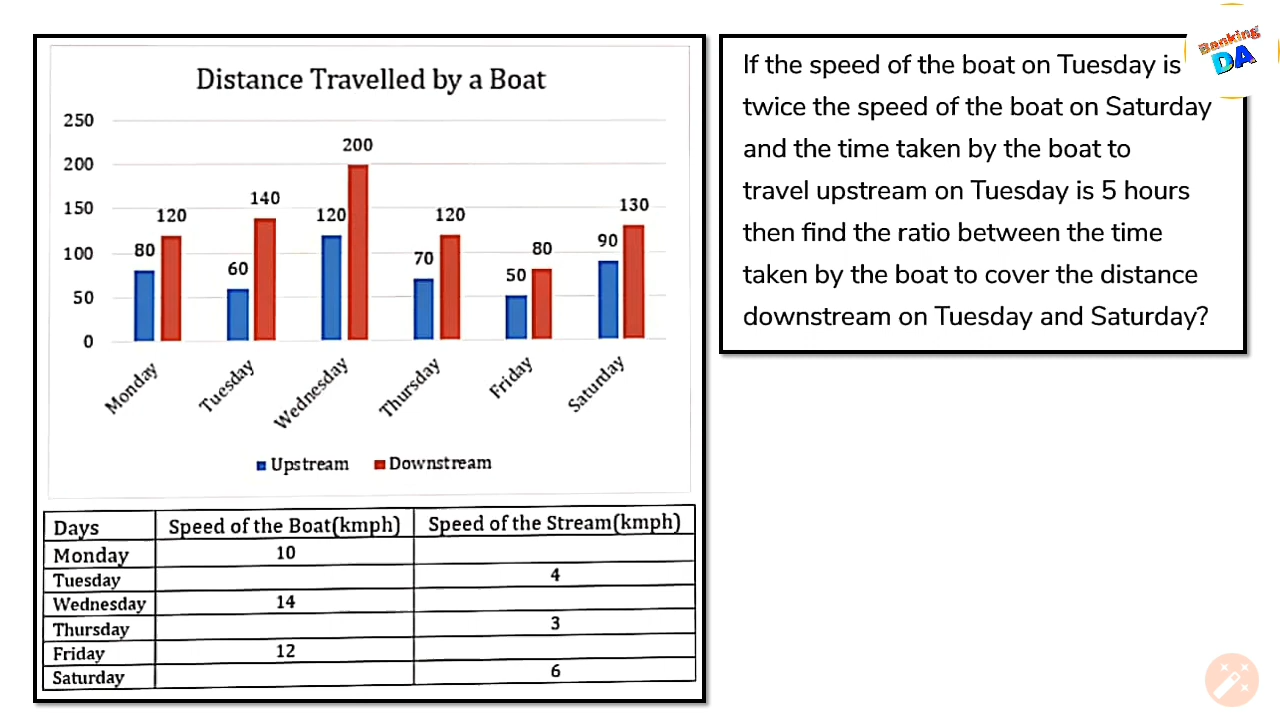 Distance Travelled by a Boat
250
200
150
100
50
0
80
120
60
140
120
200
70
120
50
80
90
130
Monday
Tuesday
Wednesday
Thursday
Friday
Saturday
Upstream Downstream
Days Speed of the Boat(kmph) Speed of the Stream(kmph)
Monday 10
Tuesday 4
Wednesday 14
Thursday 3
Friday 12
Saturday 6
If the speed of the boat on Tuesday is
twice the speed of the boat on Saturday
and the time taken by the boat to
travel upstream on Tuesday is 5 hours
then find the ratio between the time
taken by the boat to cover the distance
downstream on Tuesday and Saturday?
Banking
DA